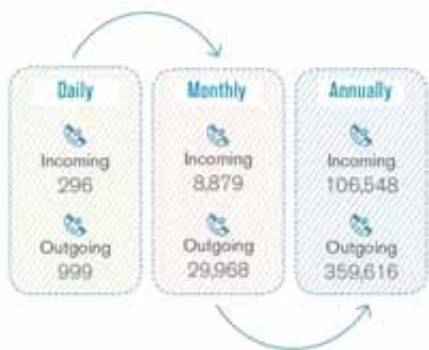 Daily
Incoming
296
Outgoing
999
Monthly
Incoming
8,879
Outgoing
29,968
Annually
Incoming
106,548
Outgoing
359,616